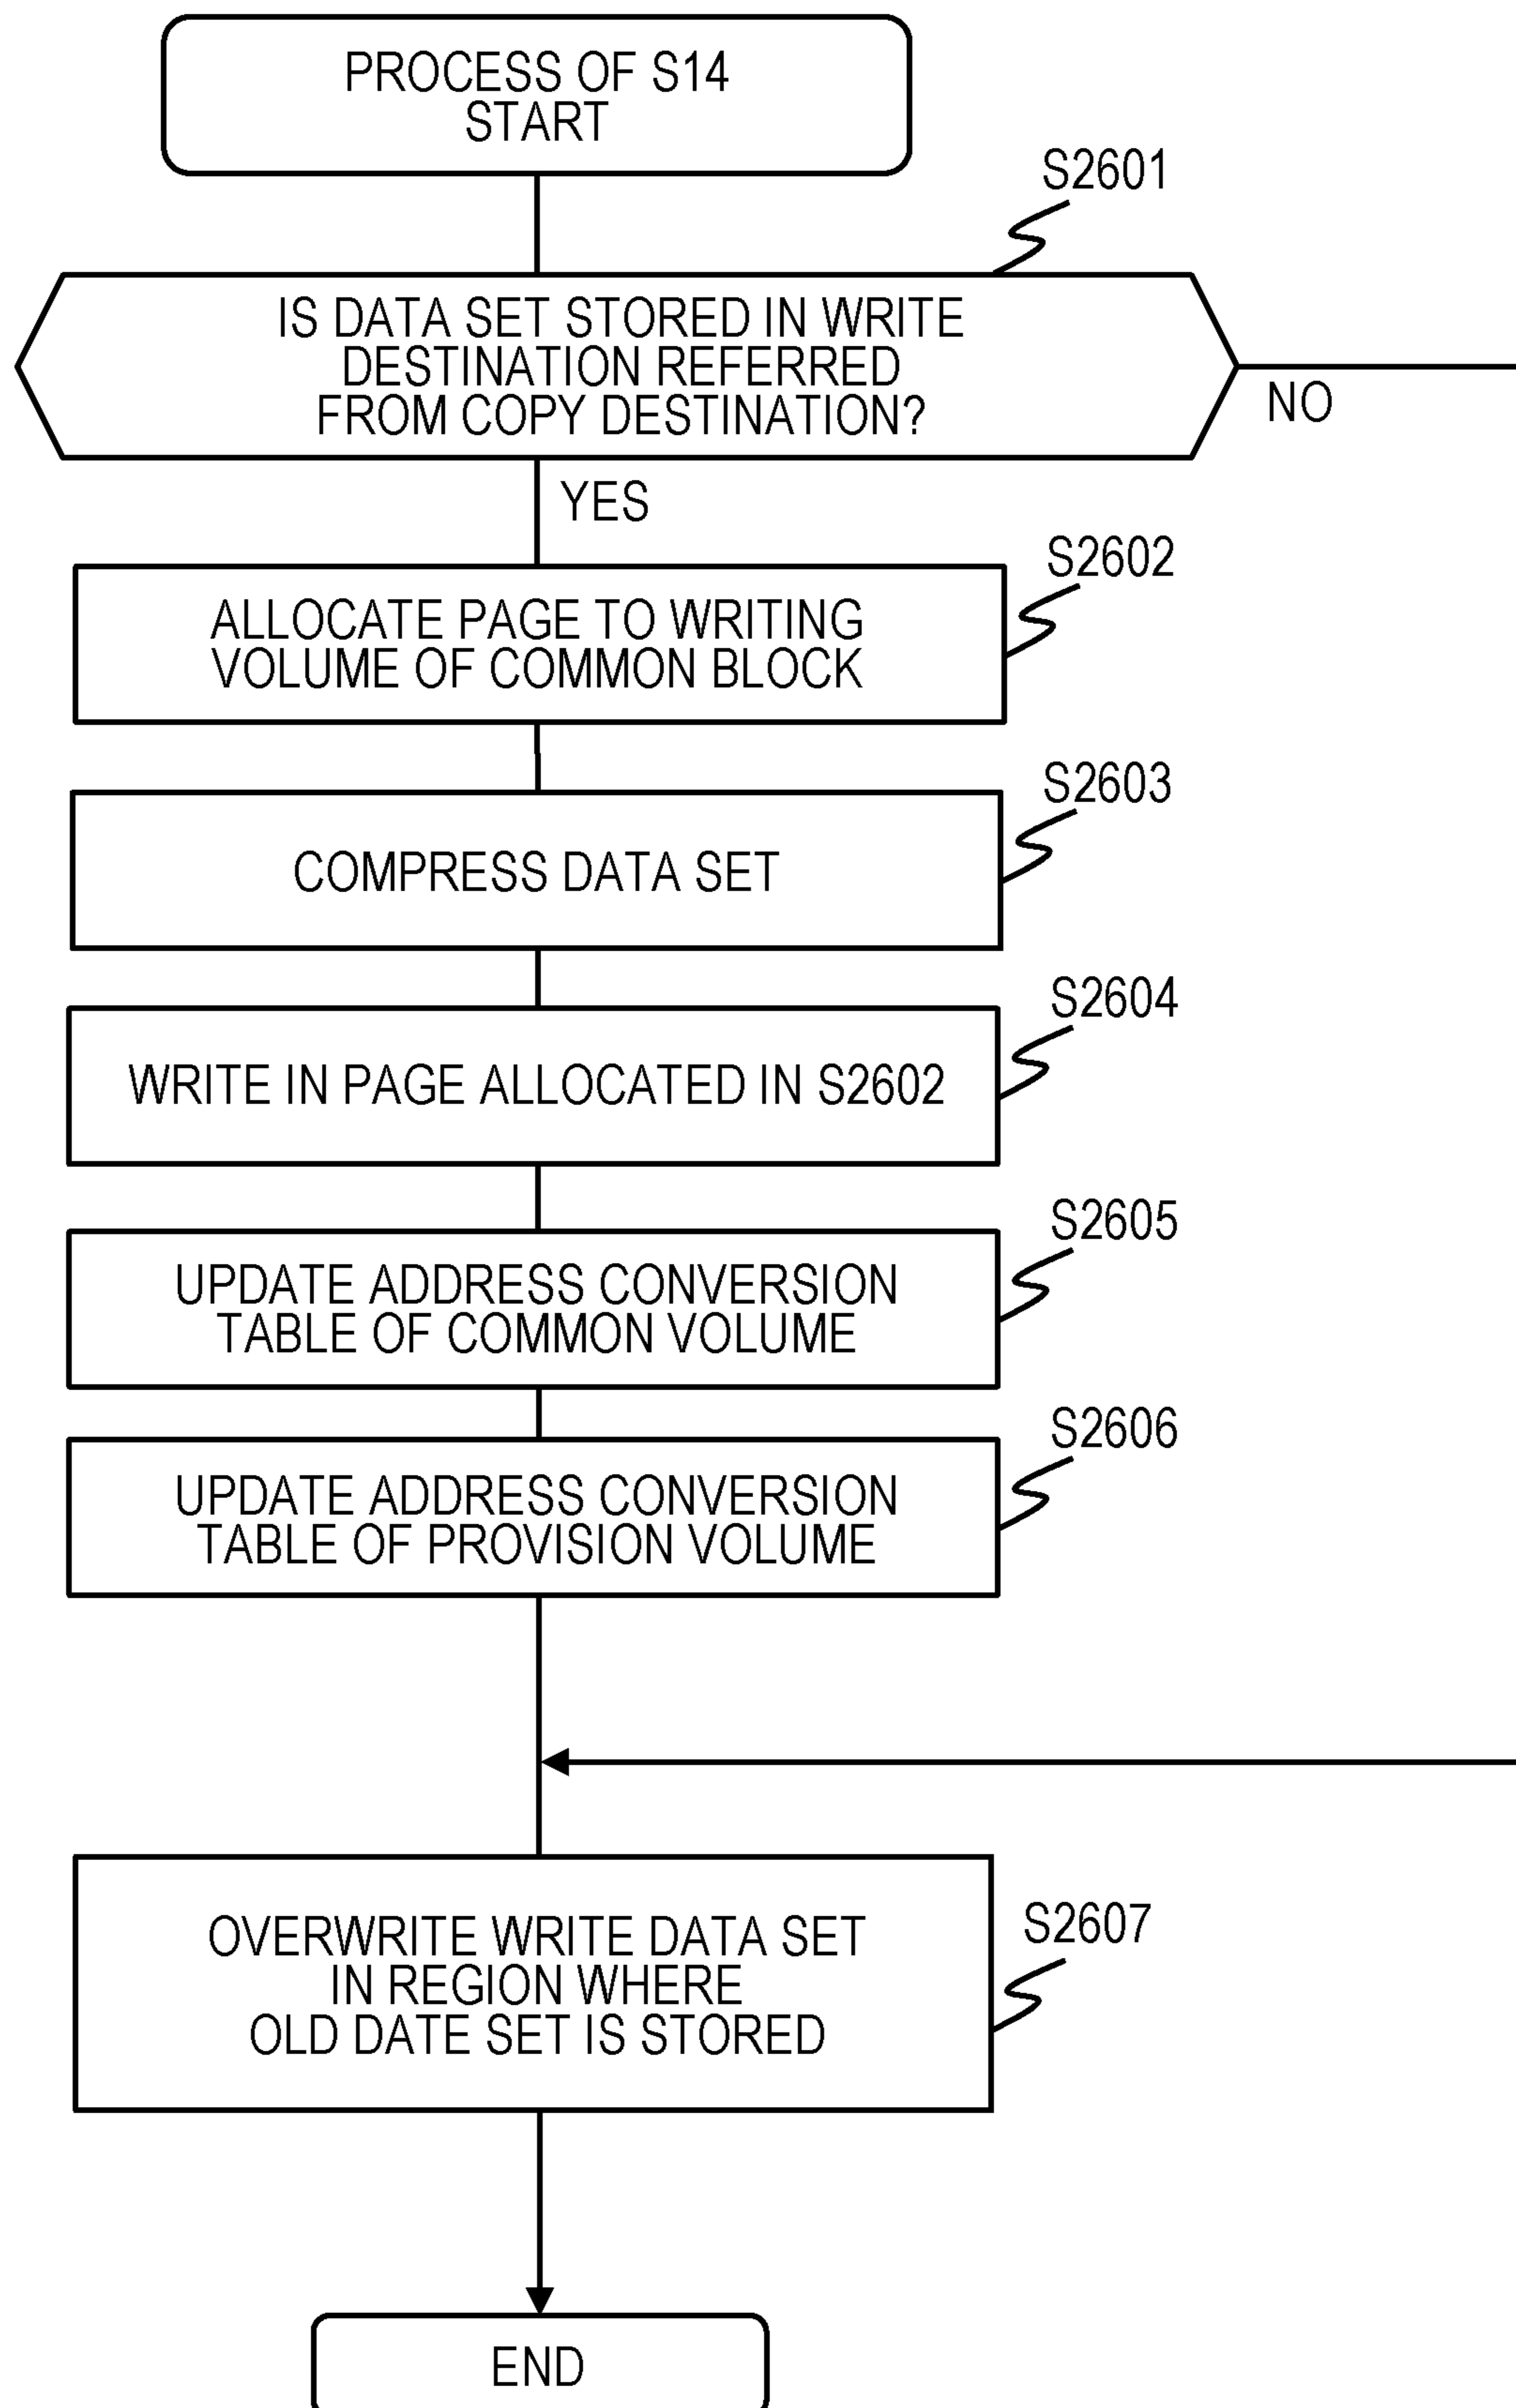 PROCESS OF S14
START
S2601
IS DATA SET STORED IN WRITE
DESTINATION REFERRED
FROM COPY DESTINATION?
NO
YES
S2602
ALLOCATE PAGE TO WRITING
VOLUME OF COMMON BLOCK
S2603
COMPRESS DATA SET
S2604
WRITE IN PAGE ALLOCATED IN S2602
S2605
UPDATE ADDRESS CONVERSION
TABLE OF COMMON VOLUME
S2606
UPDATE ADDRESS CONVERSION
TABLE OF PROVISION VOLUME
S2607
OVERWRITE WRITE DATA SET
IN REGION WHERE
OLD DATE SET IS STORED
END